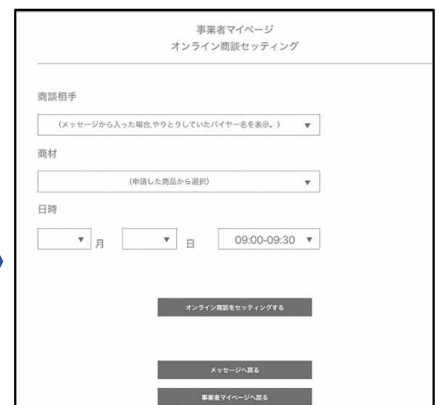 事業者マイページ
オンライン商談セッティング
商談相手
(メッセージから入った場合,やりとりしていたバイヤー名を表示。) ▼
商材
(申請した商品から選択) ▼
日時
▼ 月 ▼ 日 09:00-09:30 ▼
オンライン商談をセッティングする
メッセージへ戻る
事業者マイページへ戻る